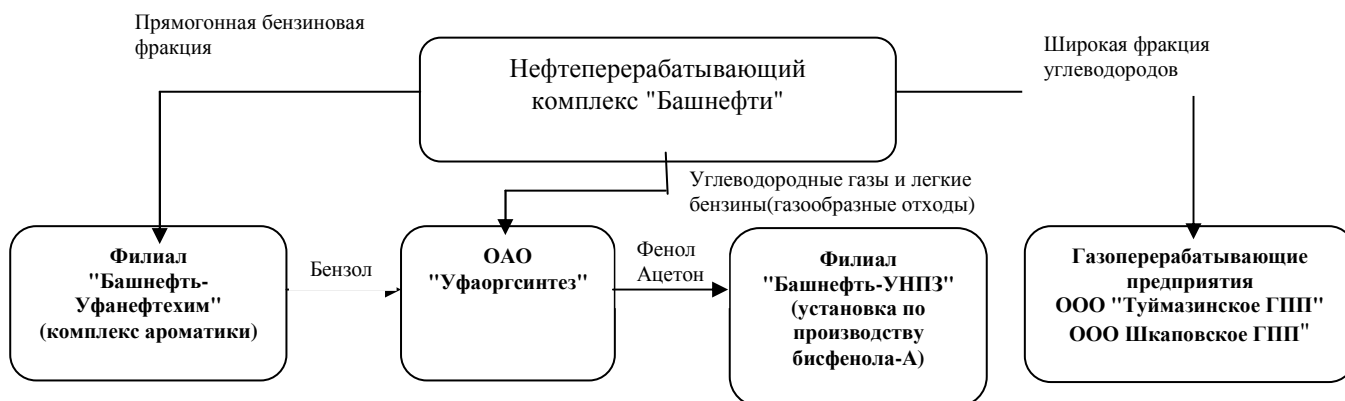 Прямогонная бензиновая
фракция
Нефтеперерабатывающий
комплекс "Башнефти"
Широкая фракция
углеводородов
Углеводородные газы и легкие
бензины(газообразные отходы)
Филиал
"Башнефть-
Уфанефтехим"
(комплекс ароматики)
Бензол
ОАО
"Уфаоргсинтез"
Фенол
Ацетон
Филиал
"Башнефть-УНПЗ"
(установка по
производству
бисфенола-А)
Газоперерабатывающие
предприятия
ООО "Туймазинское ГПП"
ООО Шкаповское ГПП"